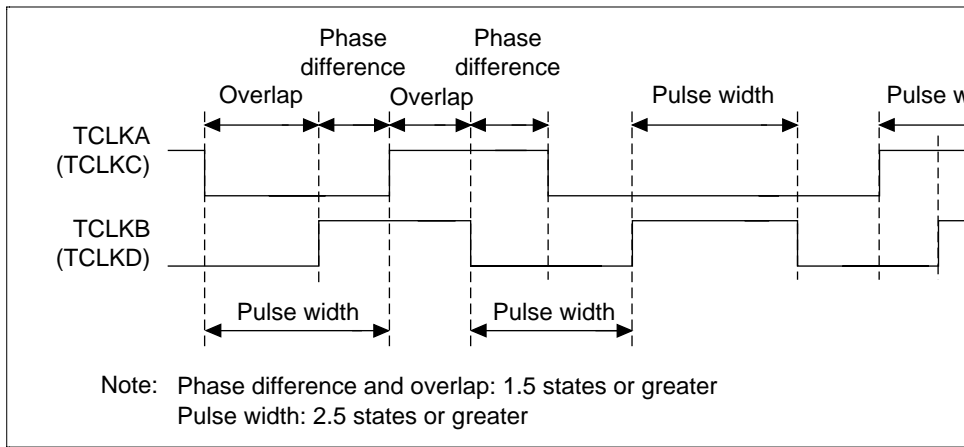 Phase difference
Phase difference
Overlap
Overlap
Pulse width
Pulse w
TCLKA
(TCLKC)
TCLKB
(TCLKD)
Pulse width
Pulse width
Note: Phase difference and overlap: 1.5 states or greater
Pulse width: 2.5 states or greater